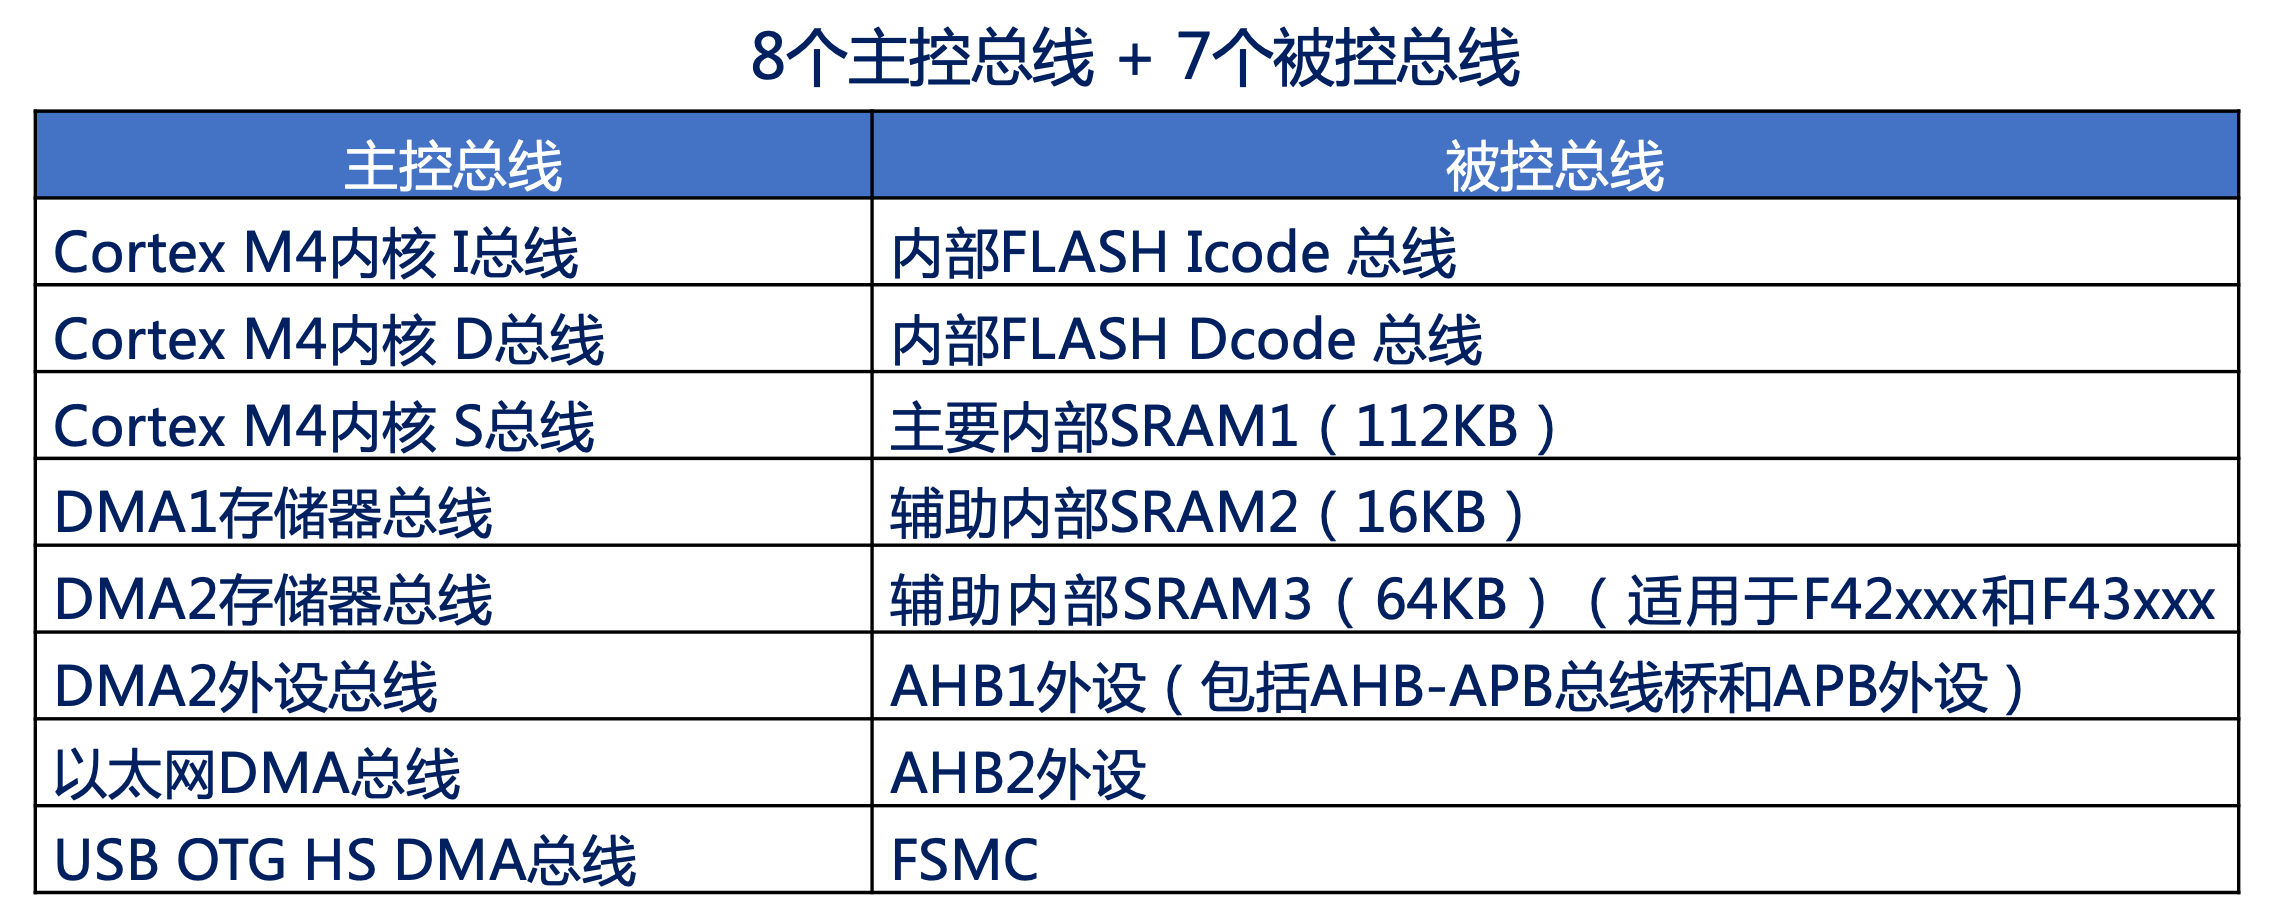 8个主控总线 + 7个被控总线
主控总线 被控总线
Cortex M4内核 I总线 内部FLASH Icode 总线
Cortex M4内核 D总线 内部FLASH Dcode 总线
Cortex M4内核 S总线 主要内部SRAM1（112KB）
DMA1存储器总线 辅助内部SRAM2（16KB）
DMA2存储器总线 辅助内部SRAM3（64KB）（适用于F42xxx和F43xxx
DMA2外设总线 AHB1外设（包括AHB-APB总线桥和APB外设）
以太网DMA总线 AHB2外设
USB OTG HS DMA总线 FSMC